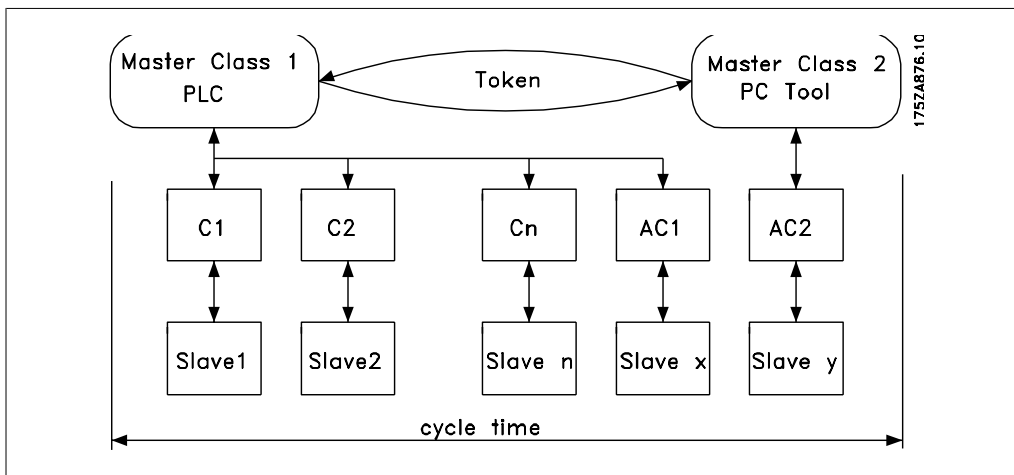 Master Class 1
PLC
Token
Master Class 2
PC Tool
175ZA876.10
C1
C2
Cn
AC1
AC2
Slave1
Slave2
Slave n
Slave x
Slave y
cycle time